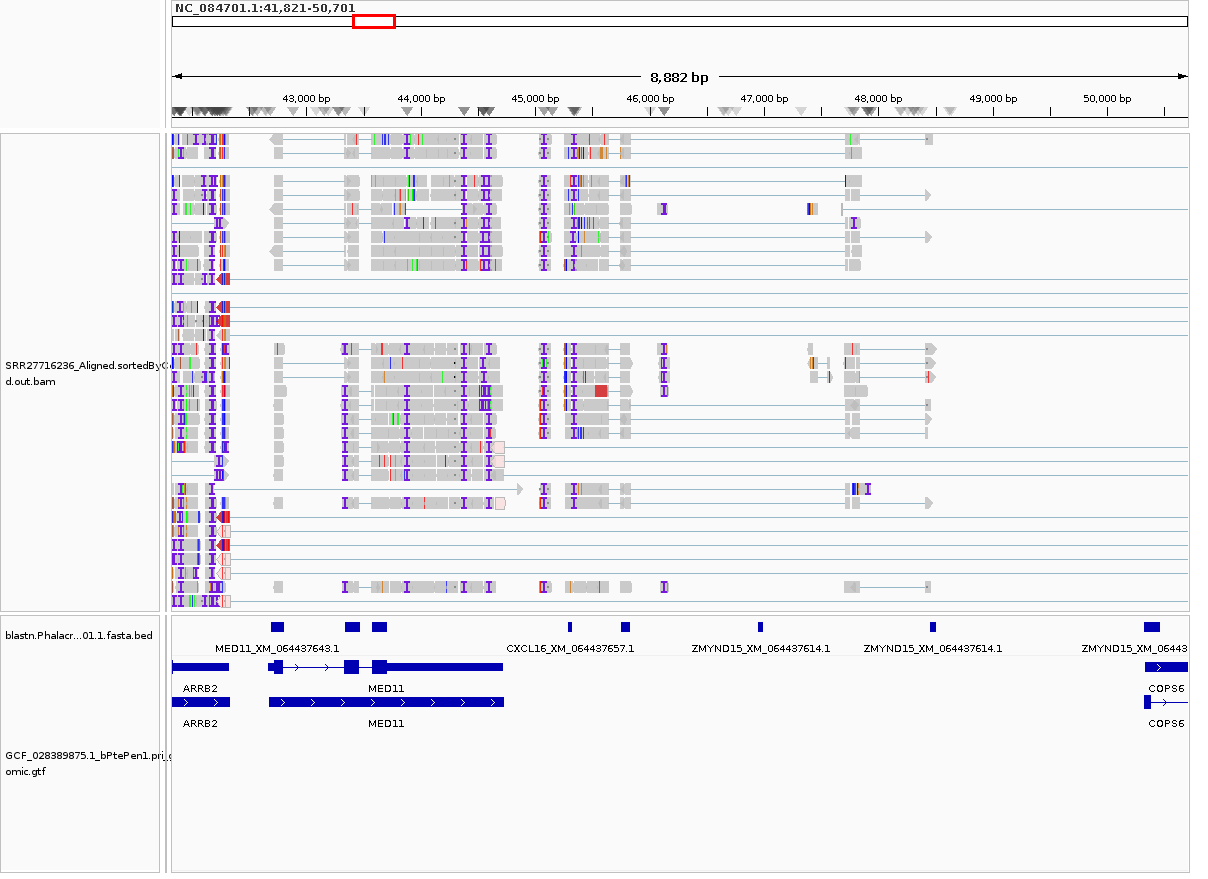 NC_084701.1:41,821-50,701
8,882 bp
43,000 bp 44,000 bp 45,000 bp 46,000 bp 47,000 bp 48,000 bp 49,000 bp 50,000 bp
SRR27716236_Aligned.sortedByCo
d.out.bam
blastn.Phalacr...01.1.fasta.bed
MED11_XM_064437643.1 CXCL16_XM_064437657.1 ZMYND15_XM_064437614.1 ZMYND15_XM_064437614.1 ZMYND15_XM_06443
ARRB2 MED11 COPS6
ARRB2 MED11 COPS6
GCF_028389875.1_bPtePen1.pri_g
omic.gtf